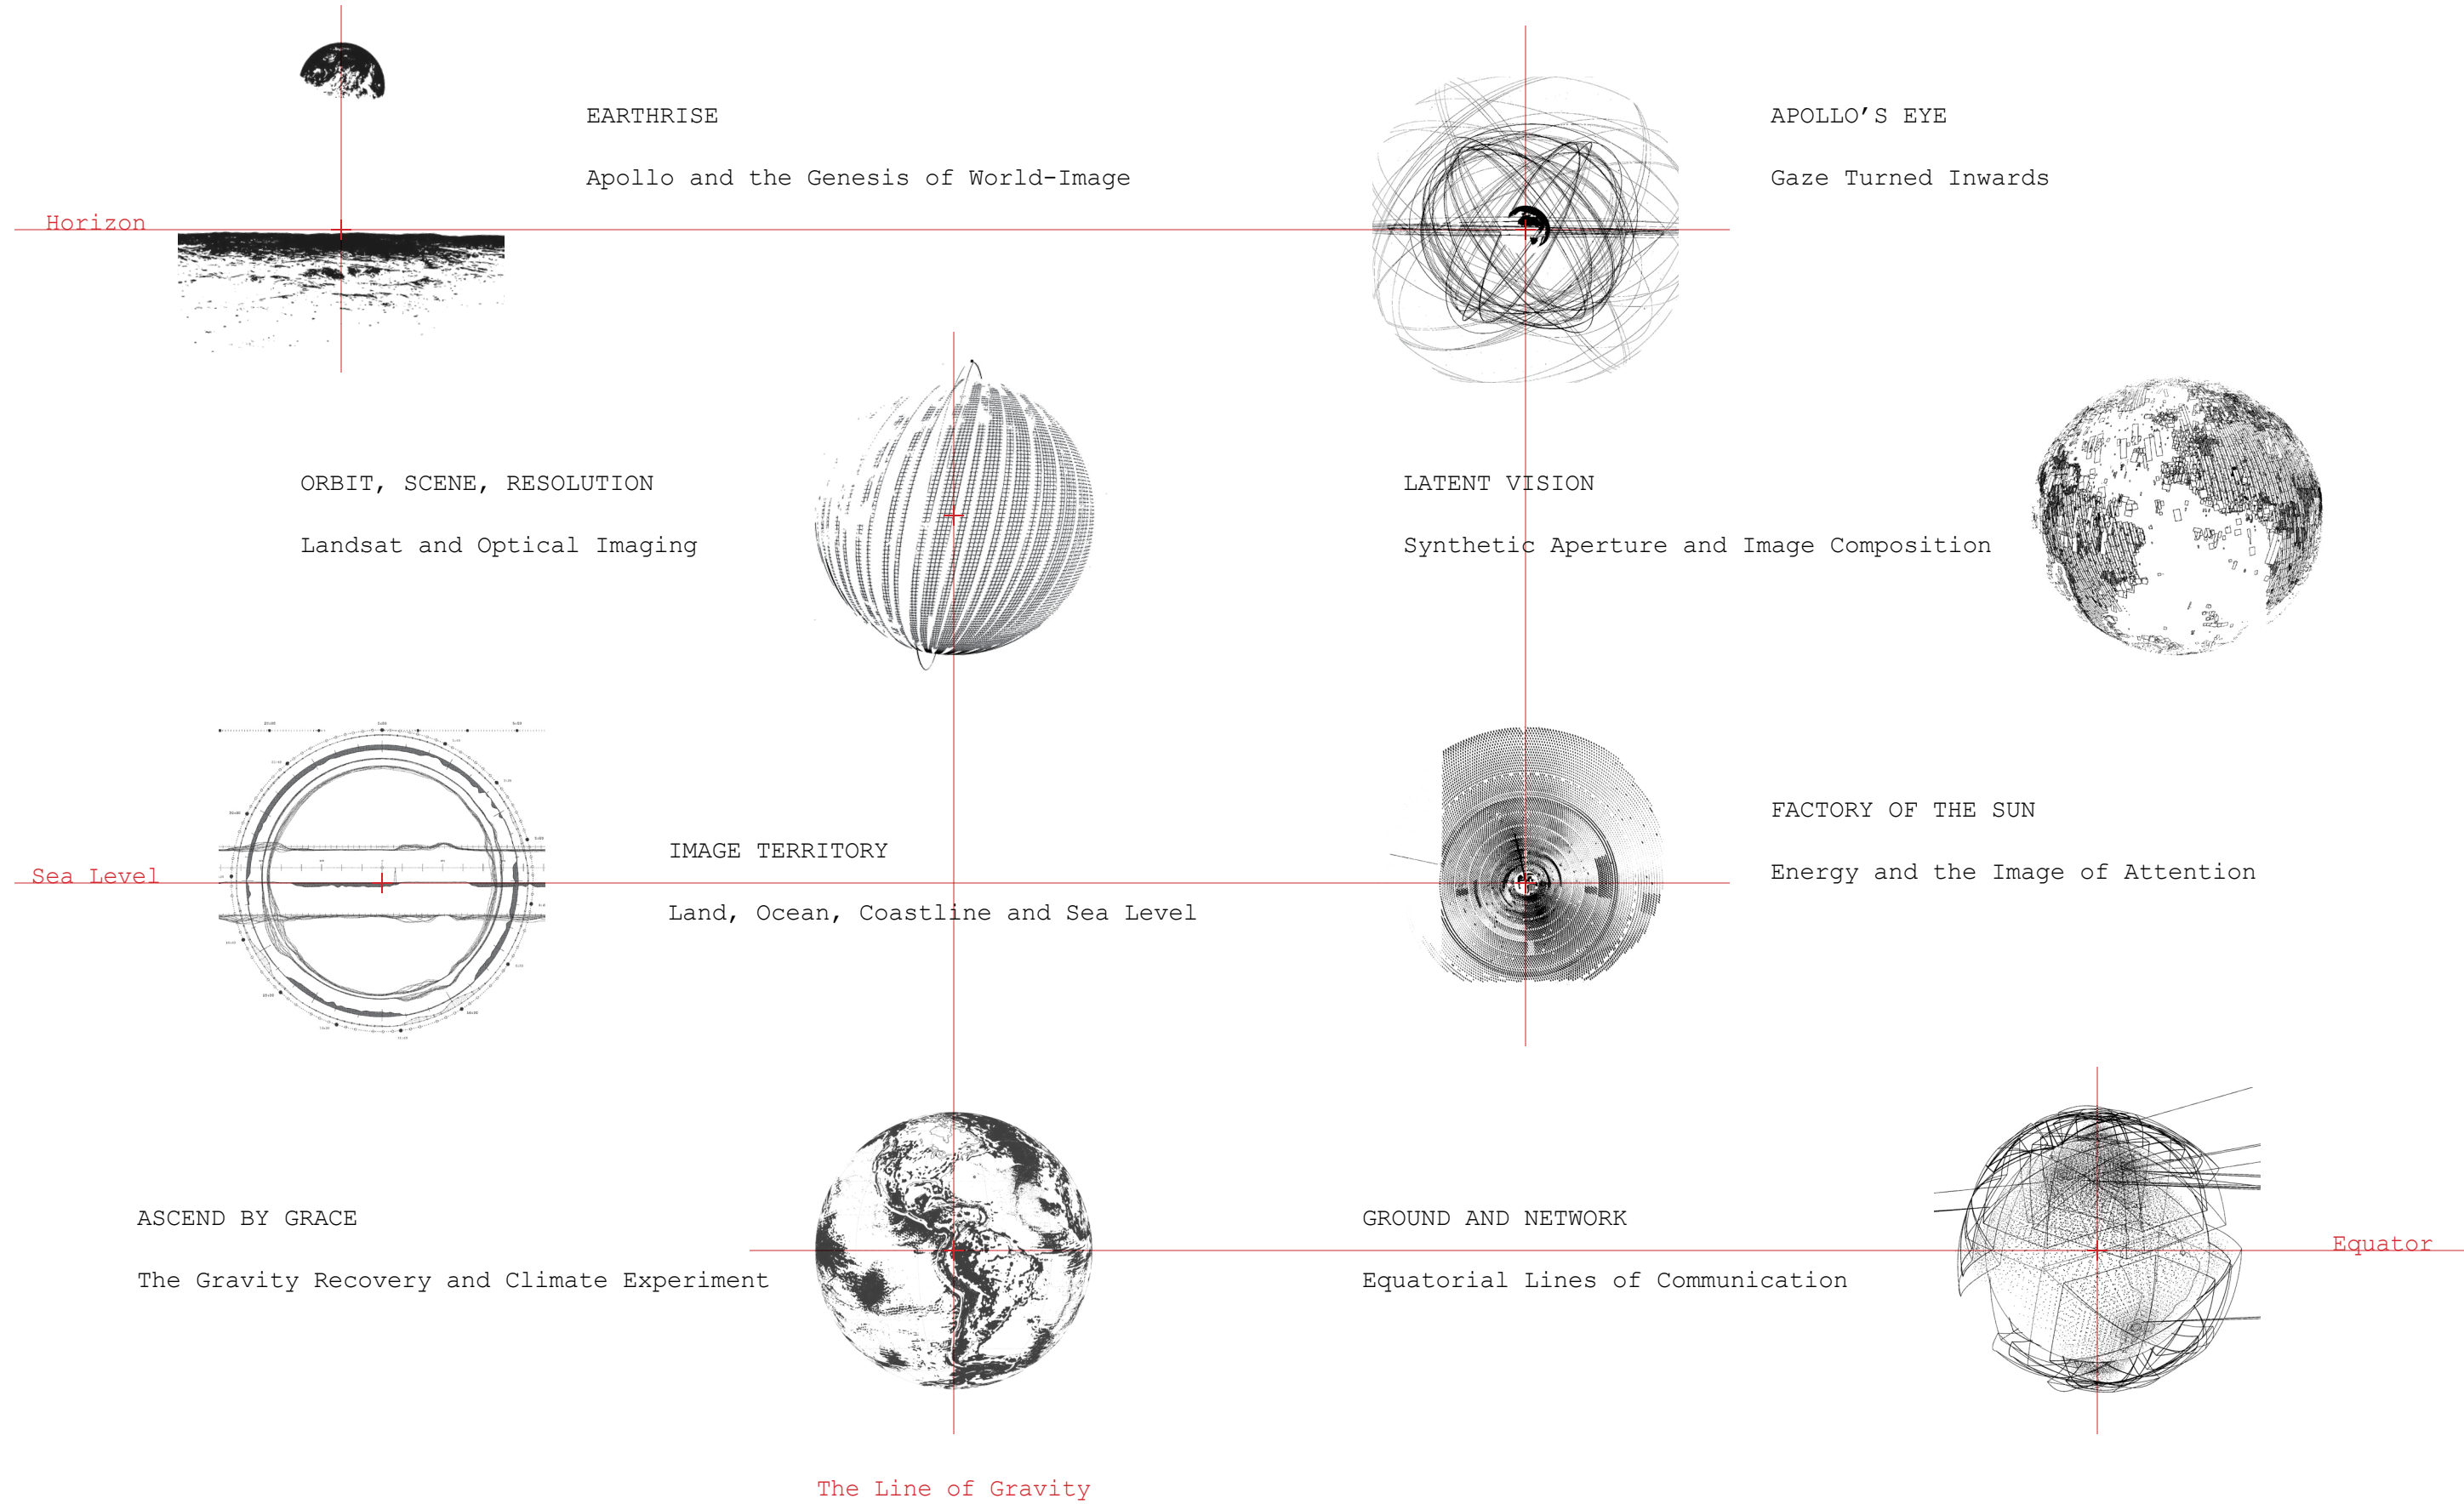 EARTHRISE
Apollo and the Genesis of World-Image
APOLLO’S EYE
Gaze Turned Inwards
Horizon
ORBIT, SCENE, RESOLUTION
Landsat and Optical Imaging
LATENT VISION
Synthetic Aperture and Image Composition
IMAGE TERRITORY
Land, Ocean, Coastline and Sea Level
Sea Level
FACTORY OF THE SUN
Energy and the Image of Attention
ASCEND BY GRACE
The Gravity Recovery and Climate Experiment
GROUND AND NETWORK
Equatorial Lines of Communication
Equator
The Line of Gravity